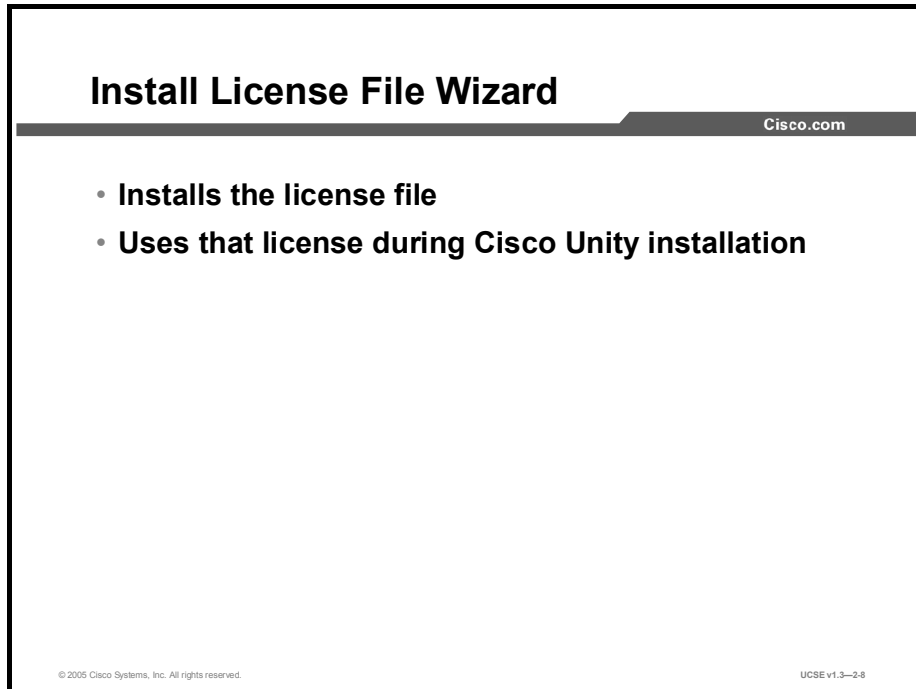 Install License File Wizard
Cisco.com
• Installs the license file
• Uses that license during Cisco Unity installation
© 2005 Cisco Systems, Inc. All rights reserved.
UCSE v1.3—2-8